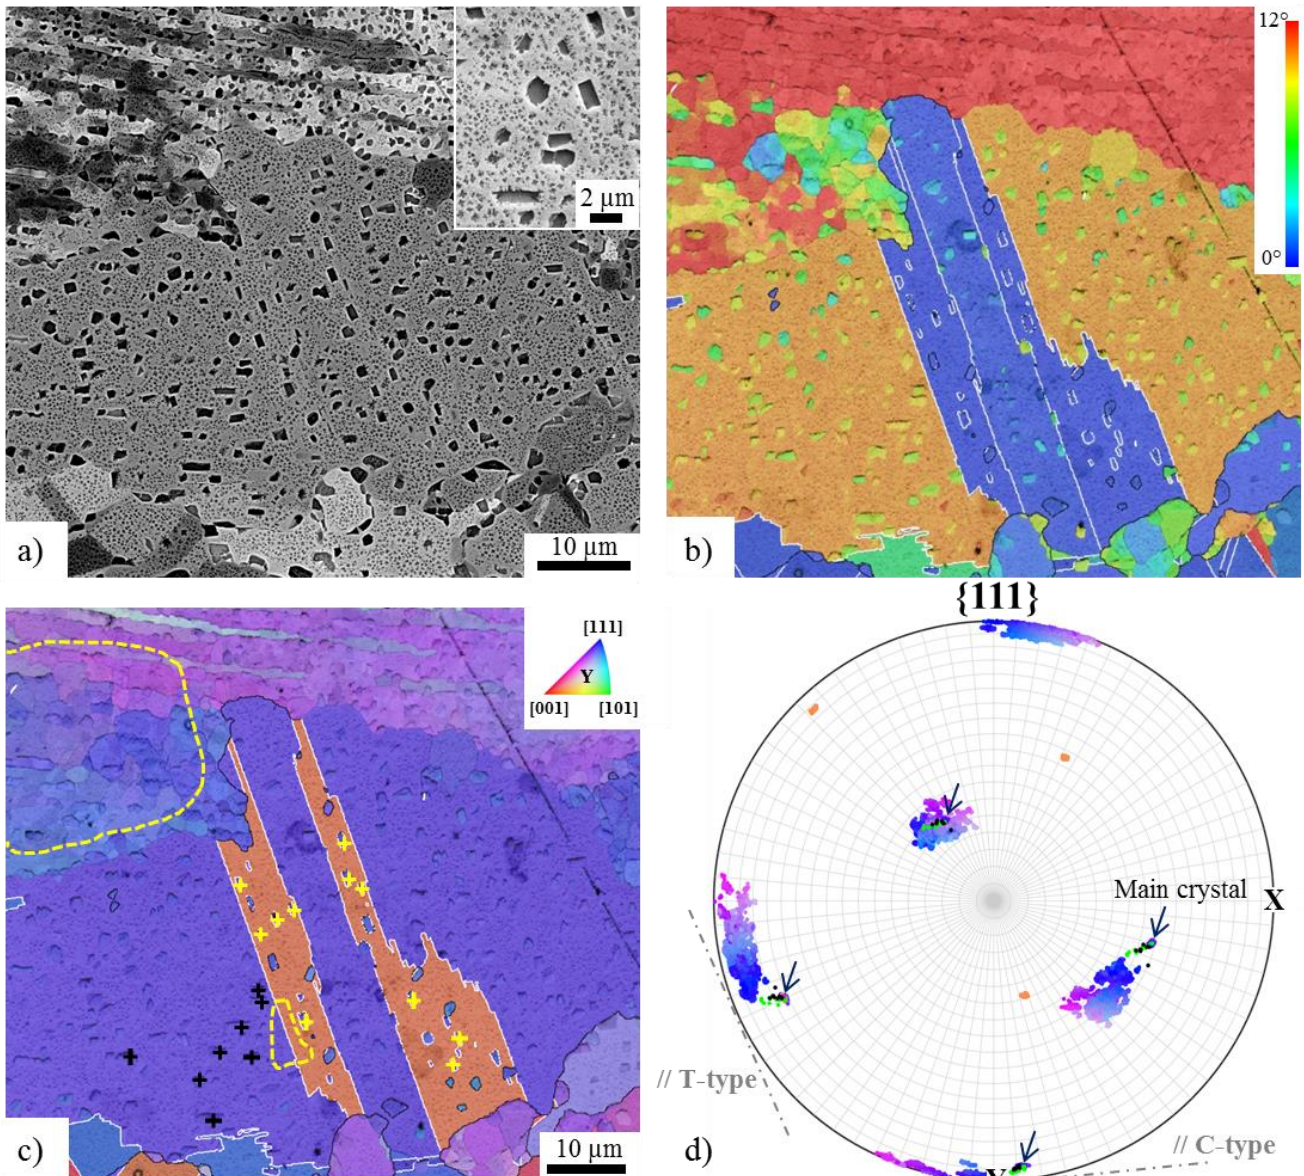 2 µm
a)
10 µm
12°
0°
b)
[111]
Y
[001] [101]
c)
10 µm
{111}
X
Main crystal
// T-type
// C-type
d)